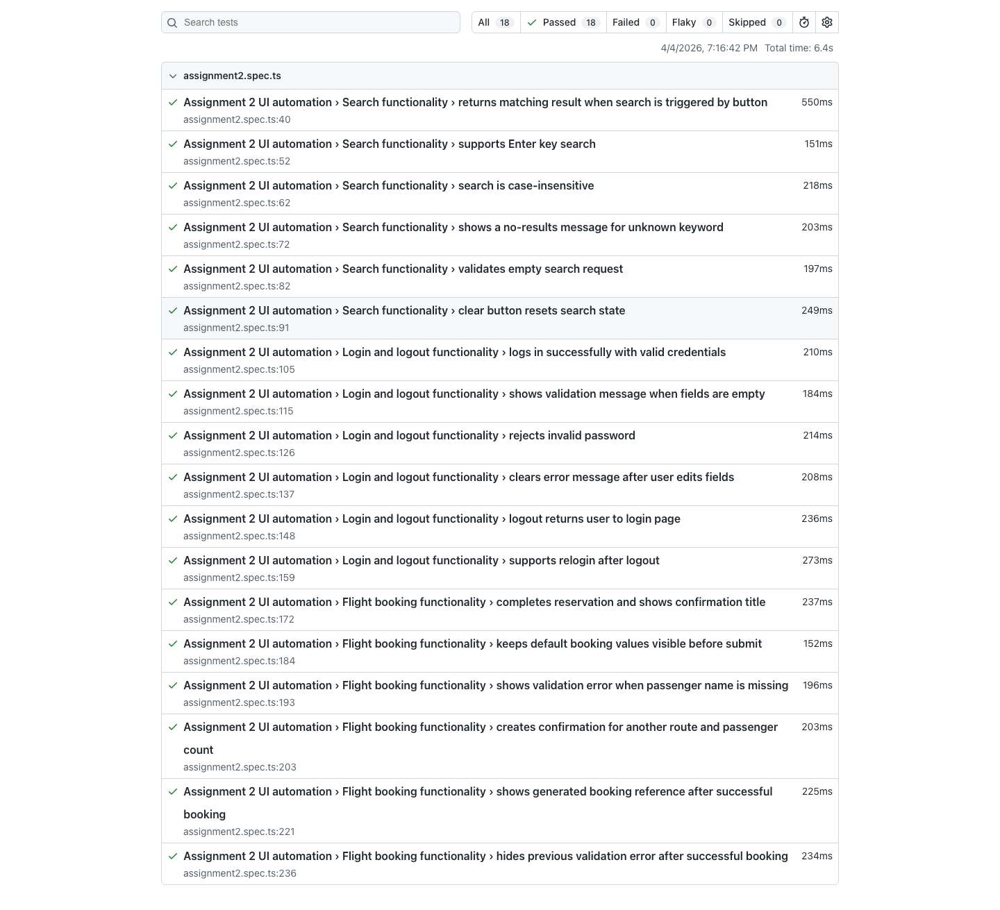 Search tests
All 18 Passed 18 Failed 0 Flaky 0 Skipped 0
4/4/2026, 7:16:42 PM Total time: 6.4s
assignment2.spec.ts
Assignment 2 UI automation › Search functionality › returns matching result when search is triggered by button 550ms
assignment2.spec.ts:40
Assignment 2 UI automation › Search functionality › supports Enter key search 151ms
assignment2.spec.ts:52
Assignment 2 UI automation › Search functionality › search is case-insensitive 218ms
assignment2.spec.ts:62
Assignment 2 UI automation › Search functionality › shows a no-results message for unknown keyword 203ms
assignment2.spec.ts:72
Assignment 2 UI automation › Search functionality › validates empty search request 197ms
assignment2.spec.ts:82
Assignment 2 UI automation › Search functionality › clear button resets search state 249ms
assignment2.spec.ts:91
Assignment 2 UI automation › Login and logout functionality › logs in successfully with valid credentials 210ms
assignment2.spec.ts:105
Assignment 2 UI automation › Login and logout functionality › shows validation message when fields are empty 184ms
assignment2.spec.ts:115
Assignment 2 UI automation › Login and logout functionality › rejects invalid password 214ms
assignment2.spec.ts:126
Assignment 2 UI automation › Login and logout functionality › clears error message after user edits fields 208ms
assignment2.spec.ts:137
Assignment 2 UI automation › Login and logout functionality › logout returns user to login page 236ms
assignment2.spec.ts:148
Assignment 2 UI automation › Login and logout functionality › supports relogin after logout 273ms
assignment2.spec.ts:159
Assignment 2 UI automation › Flight booking functionality › completes reservation and shows confirmation title 237ms
assignment2.spec.ts:172
Assignment 2 UI automation › Flight booking functionality › keeps default booking values visible before submit 152ms
assignment2.spec.ts:184
Assignment 2 UI automation › Flight booking functionality › shows validation error when passenger name is missing 196ms
assignment2.spec.ts:193
Assignment 2 UI automation › Flight booking functionality › creates confirmation for another route and passenger 203ms
count
assignment2.spec.ts:203
Assignment 2 UI automation › Flight booking functionality › shows generated booking reference after successful 225ms
booking
assignment2.spec.ts:221
Assignment 2 UI automation › Flight booking functionality › hides previous validation error after successful booking 234ms
assignment2.spec.ts:236